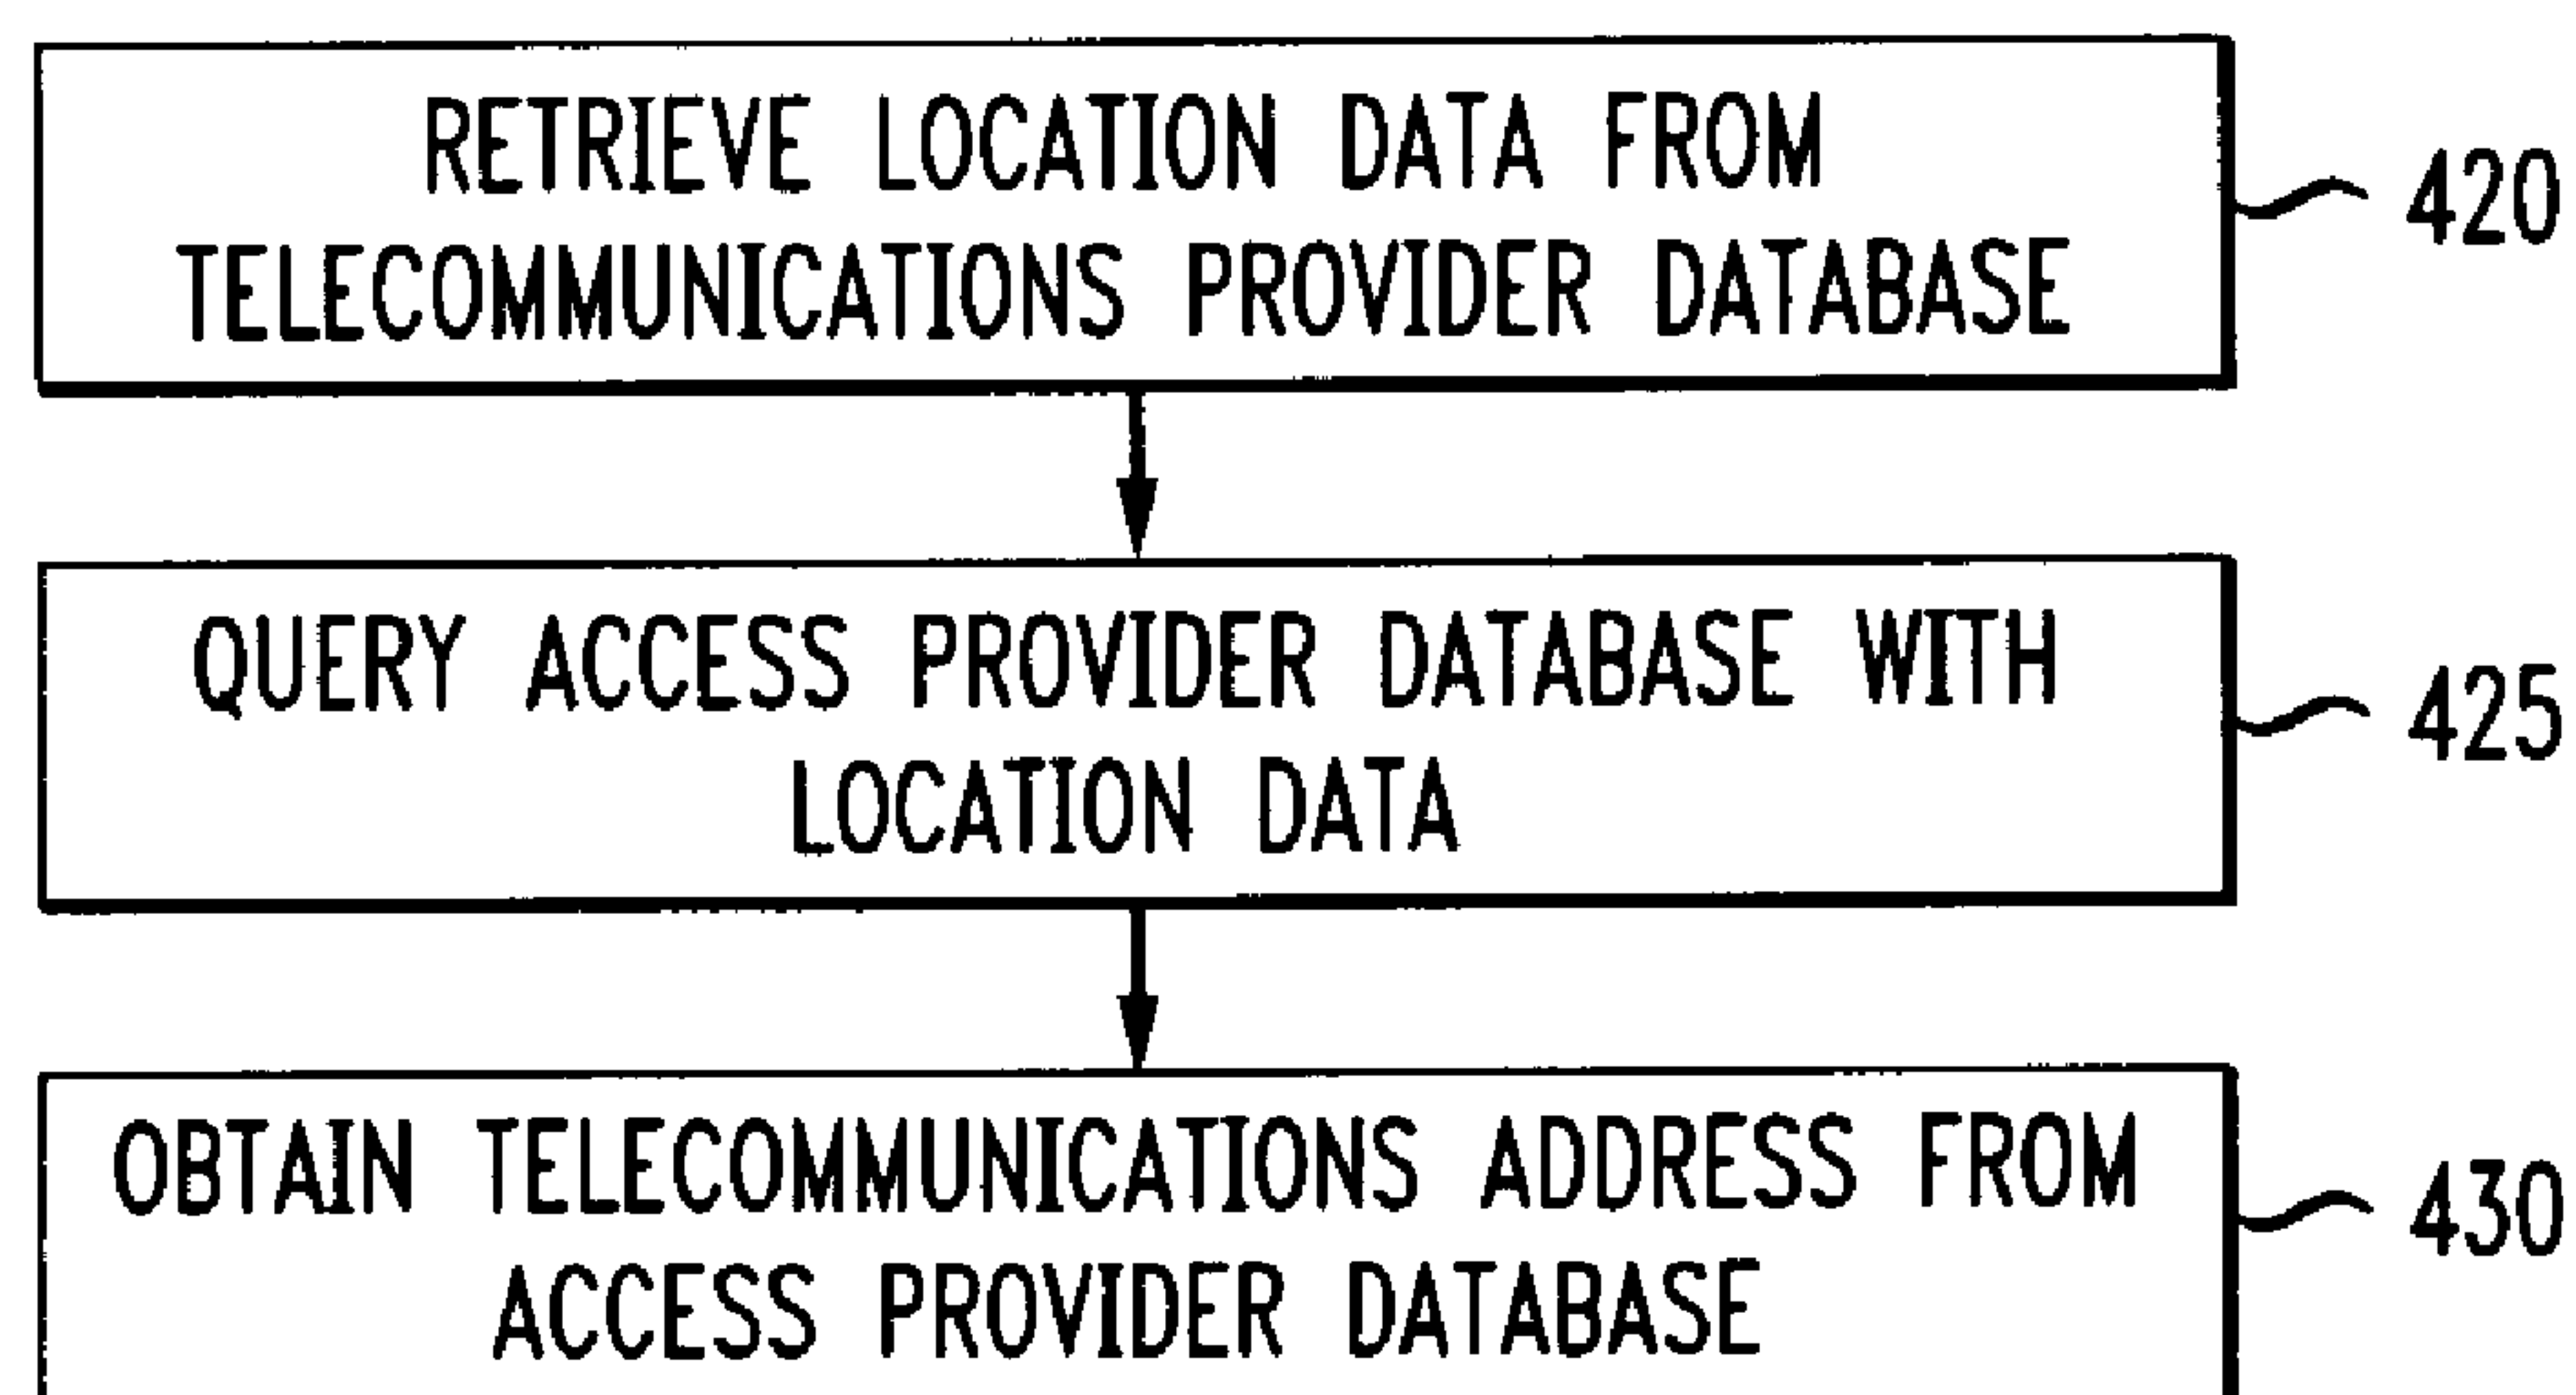 RETRIEVE LOCATION DATA FROM
TELECOMMUNICATIONS PROVIDER DATABASE
420
QUERY ACCESS PROVIDER DATABASE WITH
LOCATION DATA
425
OBTAIN TELECOMMUNICATIONS ADDRESS FROM
ACCESS PROVIDER DATABASE
430